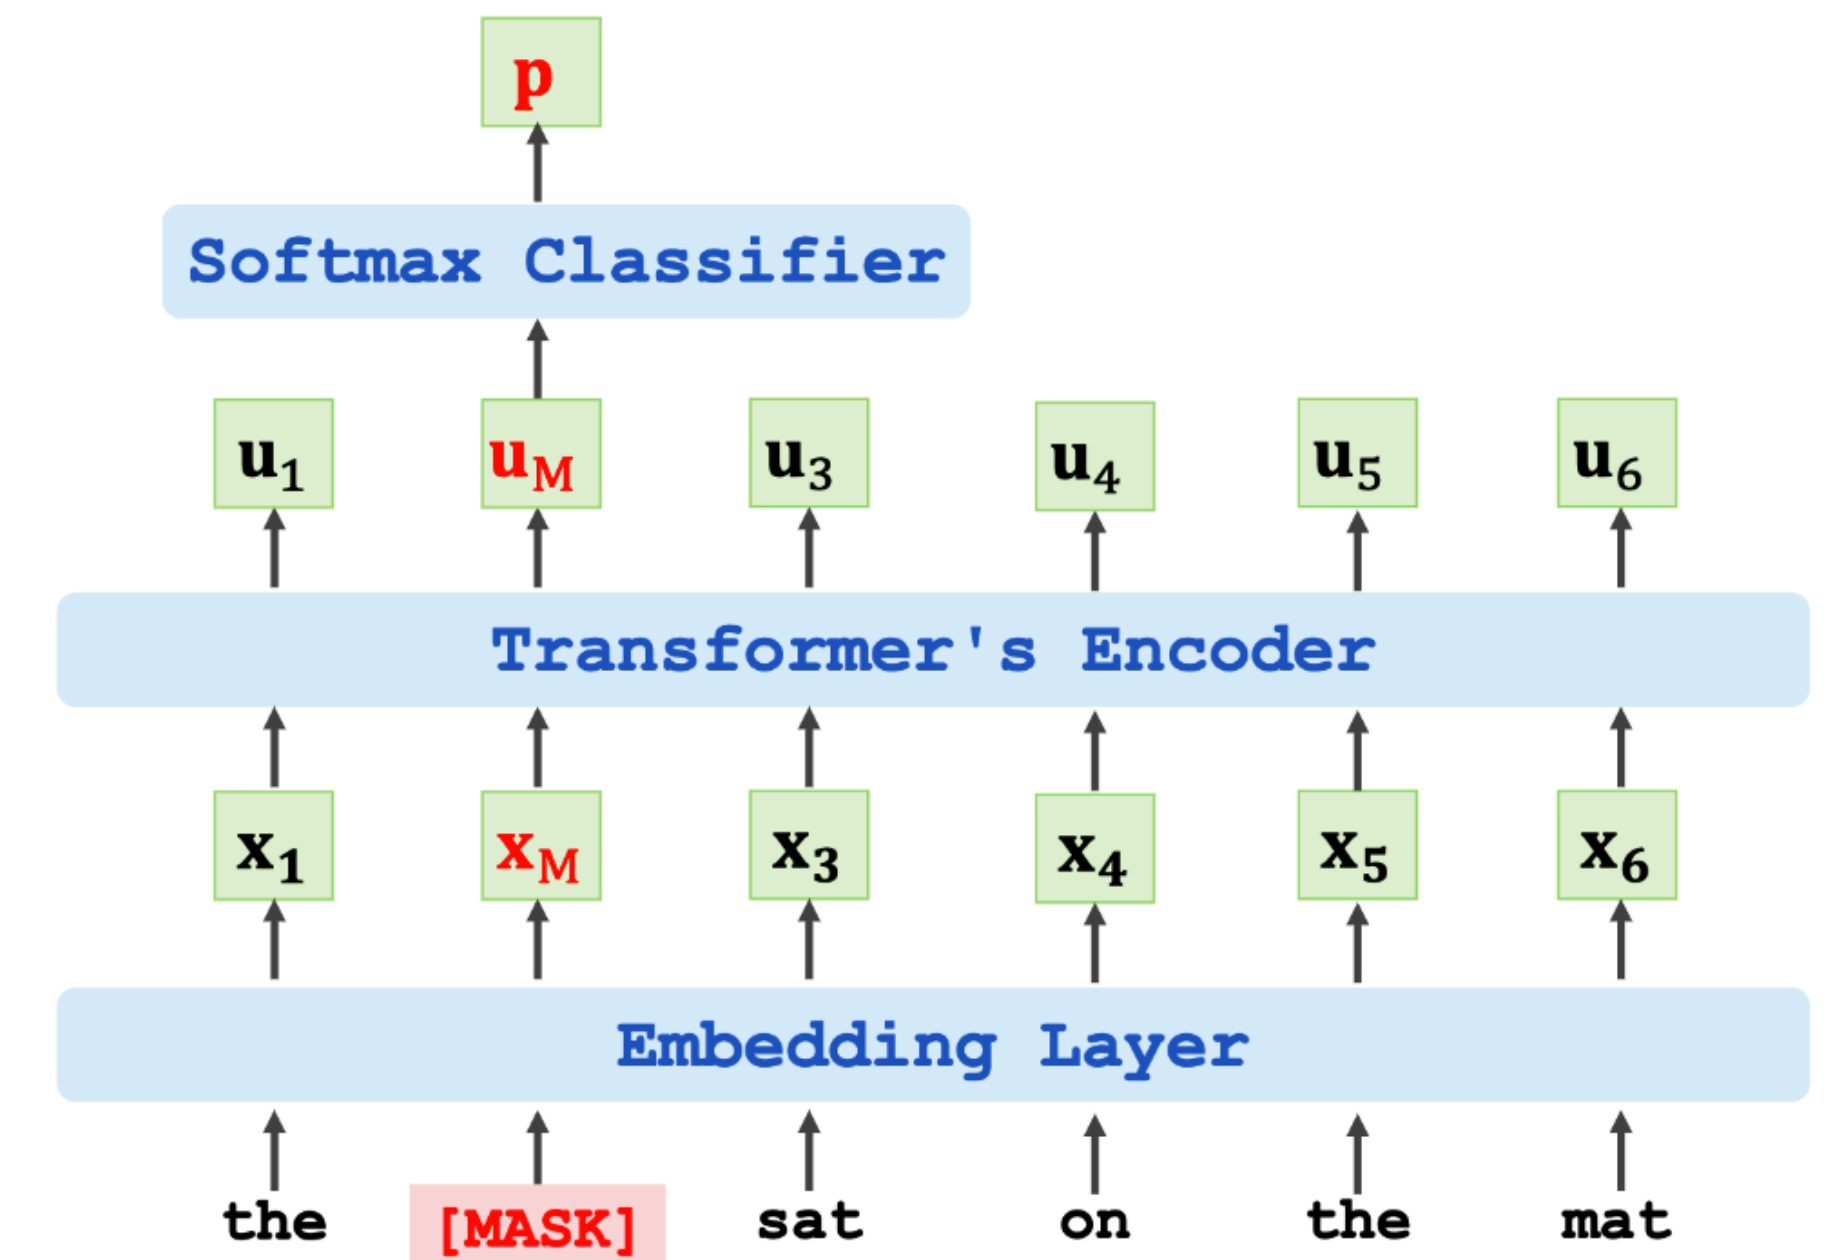 p
Softmax Classifier
u1 uM u3 u4 u5 u6
Transformer's Encoder
x1 xM x3 x4 x5 x6
Embedding Layer
the [MASK] sat on the mat